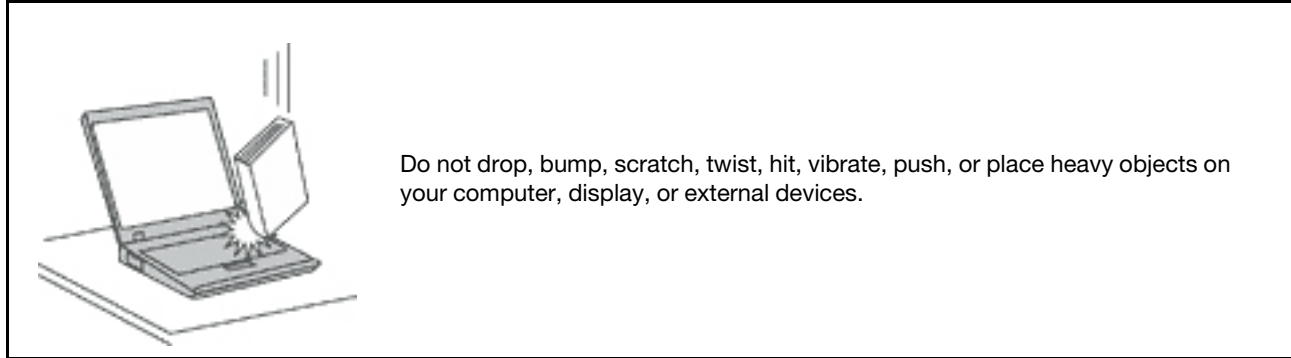 Do not drop, bump, scratch, twist, hit, vibrate, push, or place heavy objects on
your computer, display, or external devices.